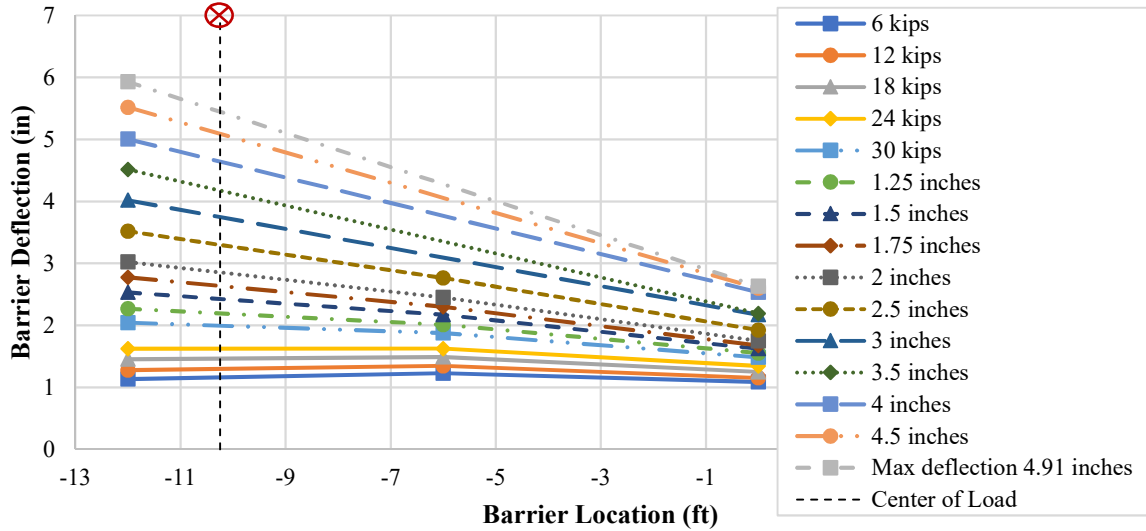 7
6
5
4
3
2
1
0
Barrier Deflection (in)
-13
-11
-9
-7
-5
-3
-1
Barrier Location (ft)
6 kips
12 kips
18 kips
24 kips
30 kips
1.25 inches
1.5 inches
1.75 inches
2 inches
2.5 inches
3 inches
3.5 inches
4 inches
4.5 inches
Max deflection 4.91 inches
Center of Load